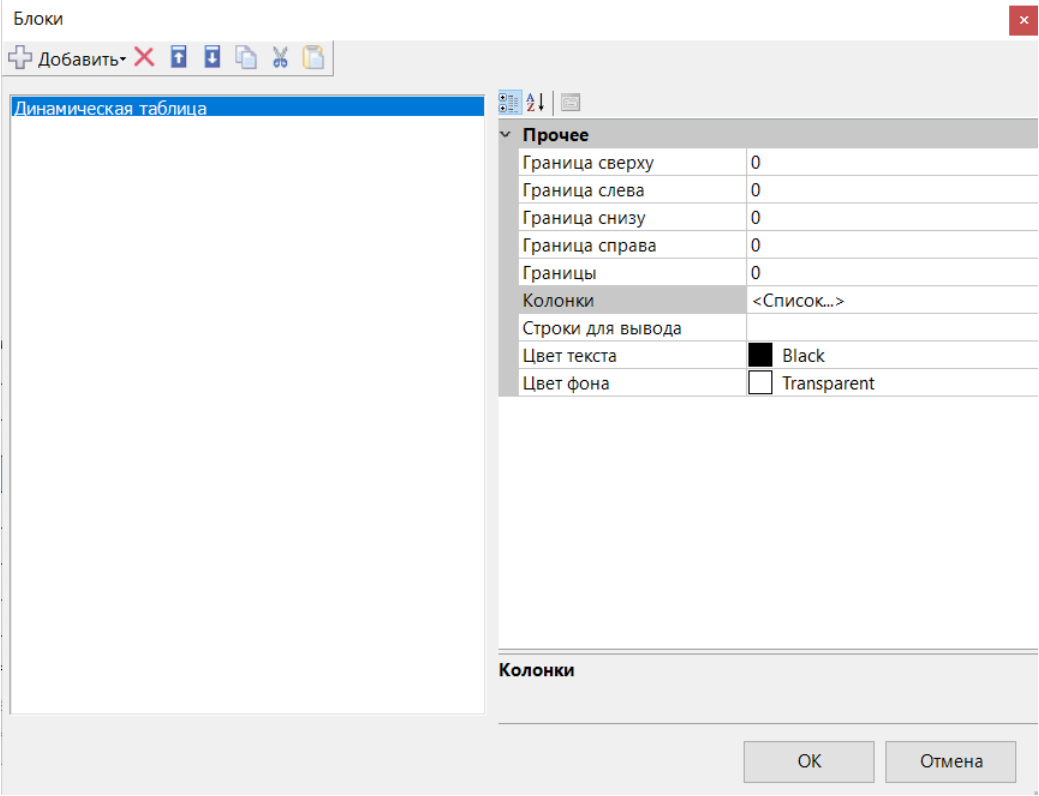 Блоки
Добавить
Динамическая таблица
Прочее
Граница сверху 0
Граница слева 0
Граница снизу 0
Граница справа 0
Границы 0
Колонки <Список...>
Строки для вывода
Цвет текста Black
Цвет фона Transparent
Колонки
OK Отмена